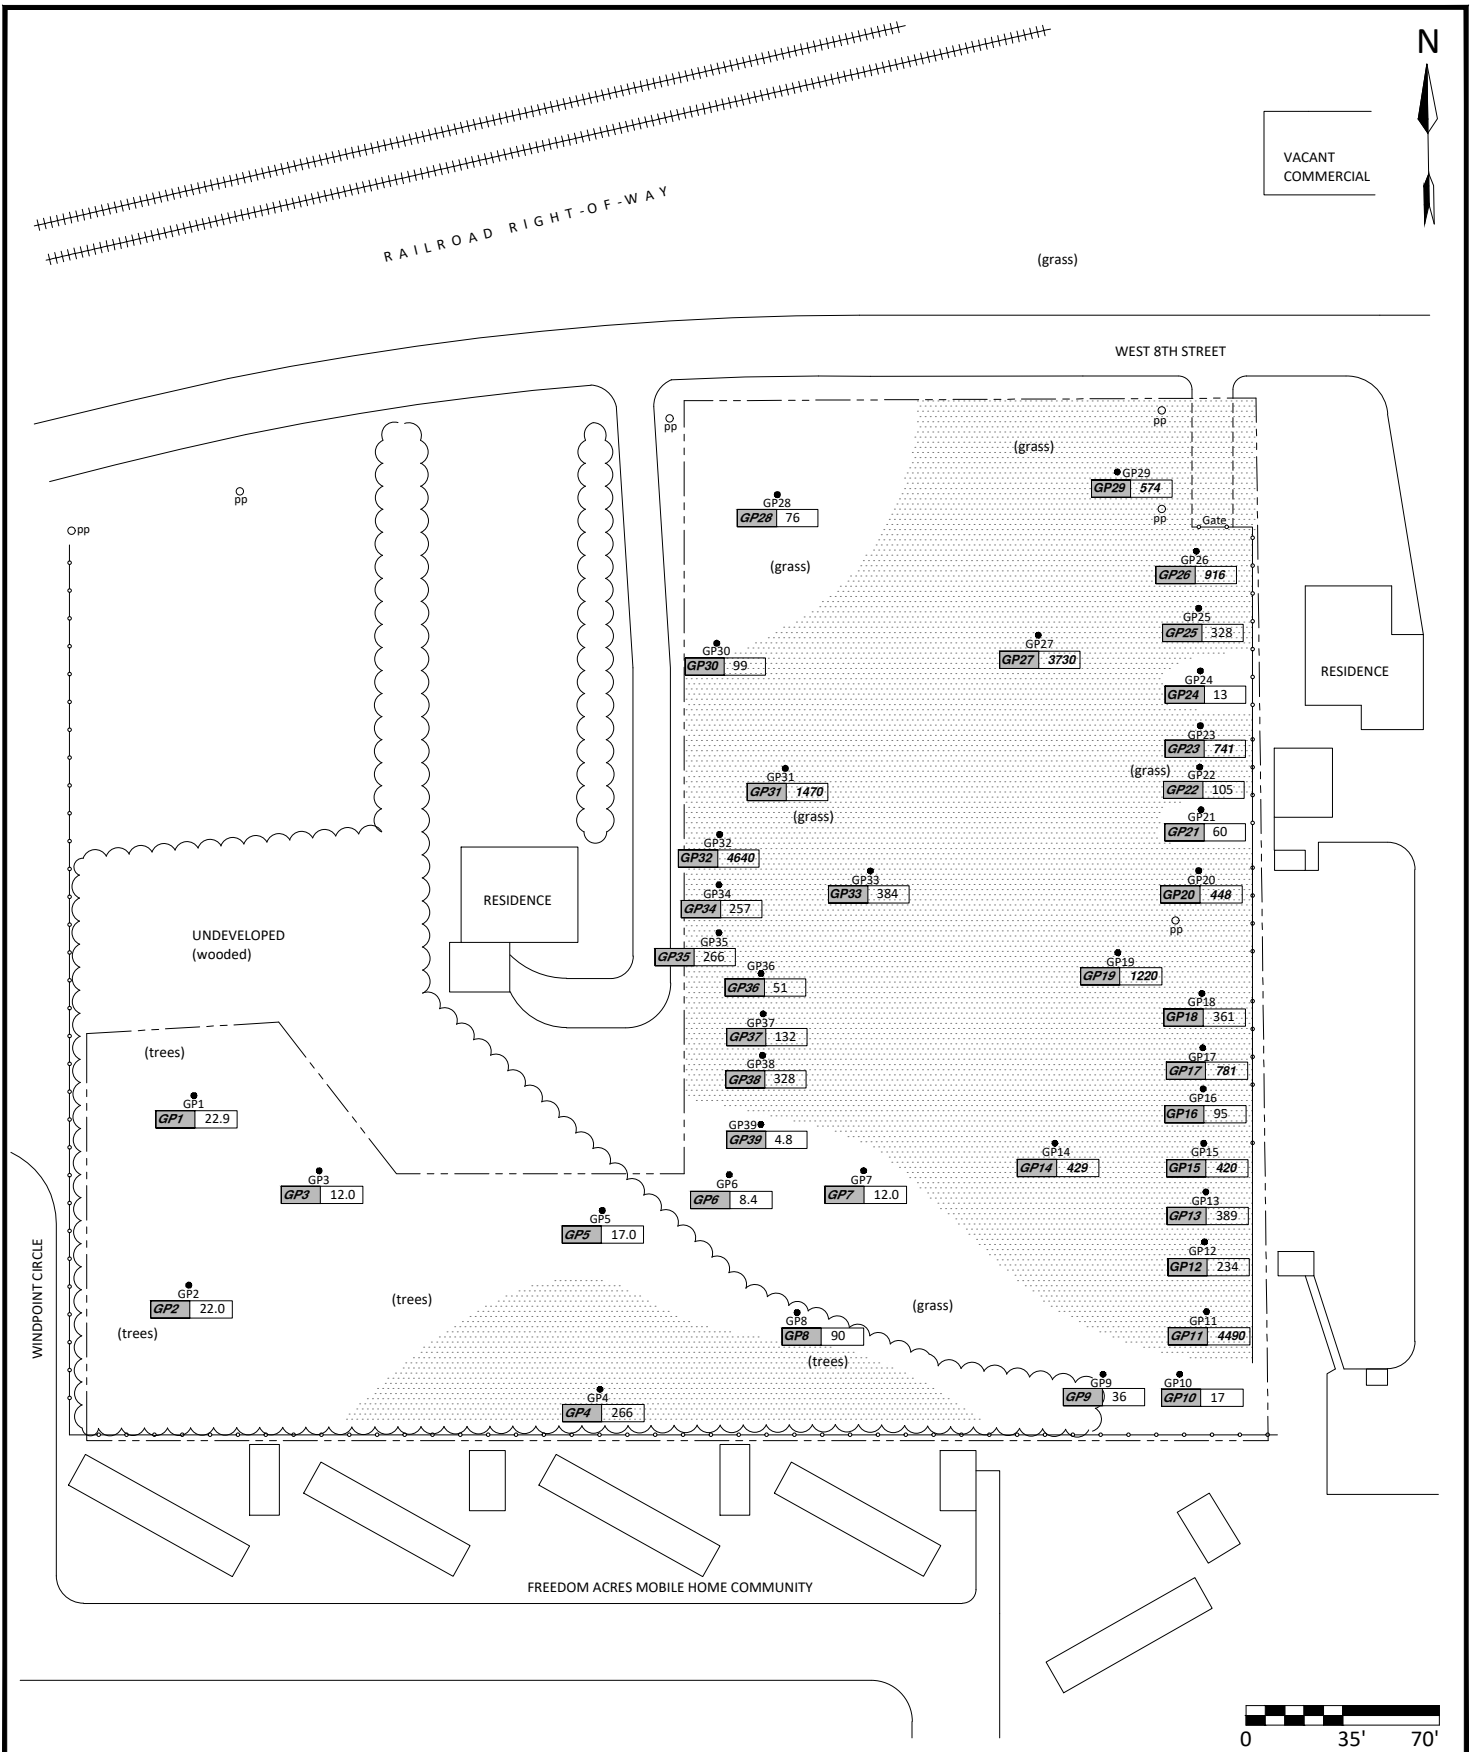 N
VACANT
COMMERCIAL
RAILROAD RIGHT-OF-WAY
(grass)
WEST 8TH STREET
pp
pp
(grass)
GP29
GP29 574
pp
GP28
GP28 76
pp
pp
Gate
(grass)
GP26
GP26 916
GP25
GP25 328
GP30
GP30 99
GP27
GP27 3730
RESIDENCE
GP24
GP24 13
GP23
GP23 741
(grass)
GP22
GP22 105
GP31
GP31 1470
(grass)
GP21
GP21 60
GP32
GP32 4640
GP33
GP33 384
GP20
GP20 448
GP34
GP34 257
RESIDENCE
pp
UNDEVELOPED
(wooded)
GP35
GP35 266
GP19
GP19 1220
GP36
GP36 51
GP18
GP18 361
GP37
GP37 132
(trees)
GP17
GP17 781
GP38
GP38 328
GP1
GP1 22.9
GP16
GP16 95
GP39
GP39 4.8
GP14
GP14 429
GP15
GP15 420
GP3
GP3 12.0
GP6
GP6 8.4
GP7
GP7 12.0
GP13
GP13 389
GP5
GP5 17.0
GP12
GP12 234
WINDPOINT CIRCLE
GP2
GP2 22.0
(trees)
(trees)
(grass)
GP8
GP8 90
(trees)
GP11
GP11 4490
GP4
GP4 266
GP9
GP9 36
GP10
GP10 17
FREEDOM ACRES MOBILE HOME COMMUNITY
0 35' 70'